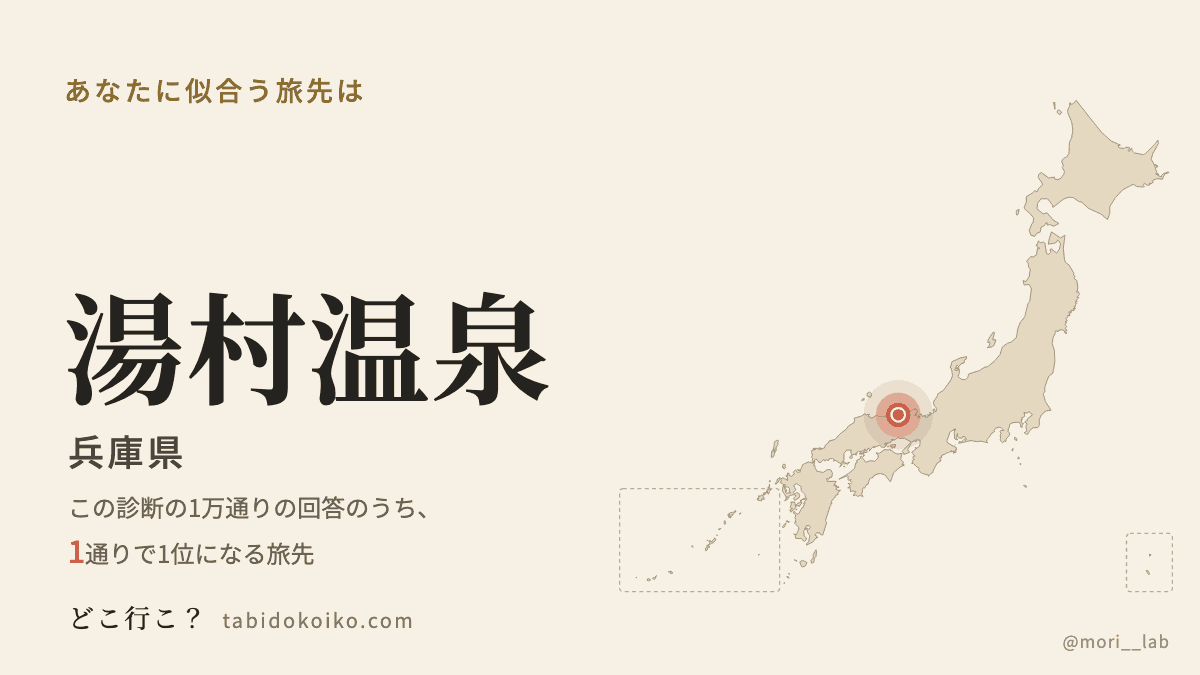 あなたに似合う旅先は
湯村温泉
兵庫県
この診断の1万通りの回答のうち、
1通りで1位になる旅先
どこ行こ？ tabidokoiko.com
@mori__lab